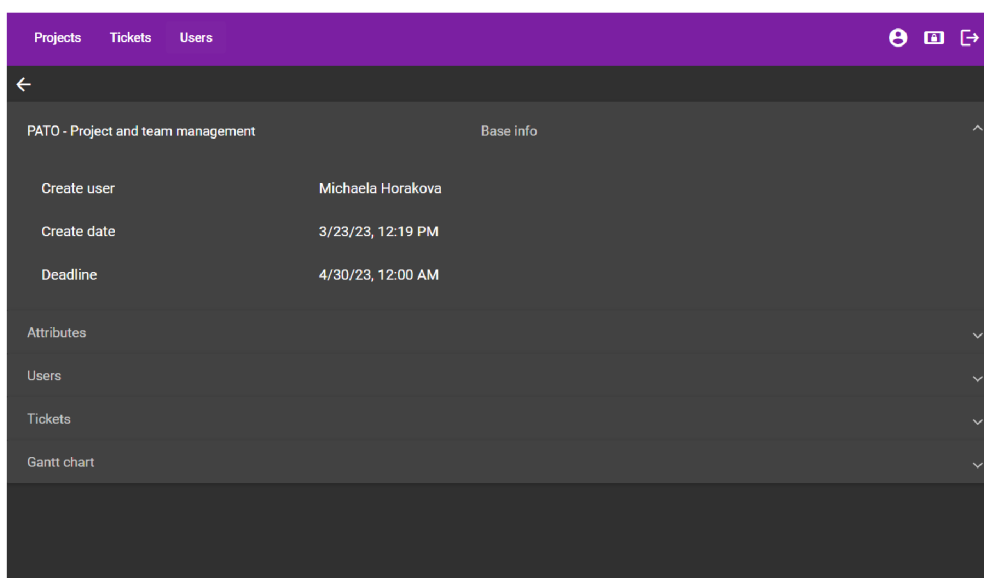 Projects Tickets Users
PATO - Project and team management Base info
Create user Michaela Horakova
Create date 3/23/23, 12:19 PM
Deadline 4/30/23, 12:00 AM
Attributes
Users
Tickets
Gantt chart